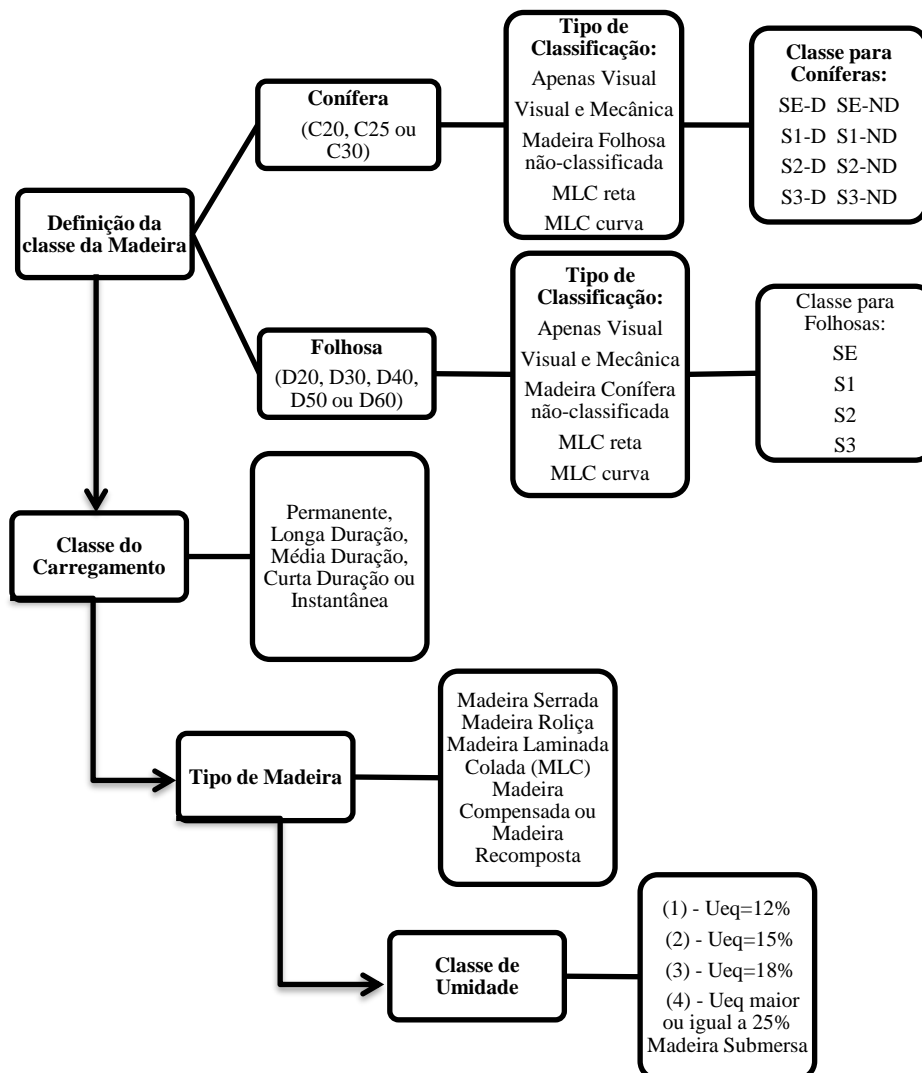 Definição da
classe da Madeira
Conífera
(C20, C25 ou
C30)
Tipo de
Classificação:
Apenas Visual
Visual e Mecânica
Madeira Folhosa
não-classificada
MLC reta
MLC curva
Classe para
Coníferas:
SE-D SE-ND
S1-D S1-ND
S2-D S2-ND
S3-D S3-ND
Folhosa
(D20, D30, D40,
D50 ou D60)
Tipo de
Classificação:
Apenas Visual
Visual e Mecânica
Madeira Conífera
não-classificada
MLC reta
MLC curva
Classe para
Folhosas:
SE
S1
S2
S3
Classe do
Carregamento
Permanente,
Longa Duração,
Média Duração,
Curta Duração ou
Instantânea
Tipo de Madeira
Madeira Serrada
Madeira Roliça
Madeira Laminada
Colada (MLC)
Madeira
Compensada ou
Madeira
Recomposta
Classe de
Umidade
(1) - Ueq=12%
(2) - Ueq=15%
(3) - Ueq=18%
(4) - Ueq maior
ou igual a 25%
Madeira Submersa